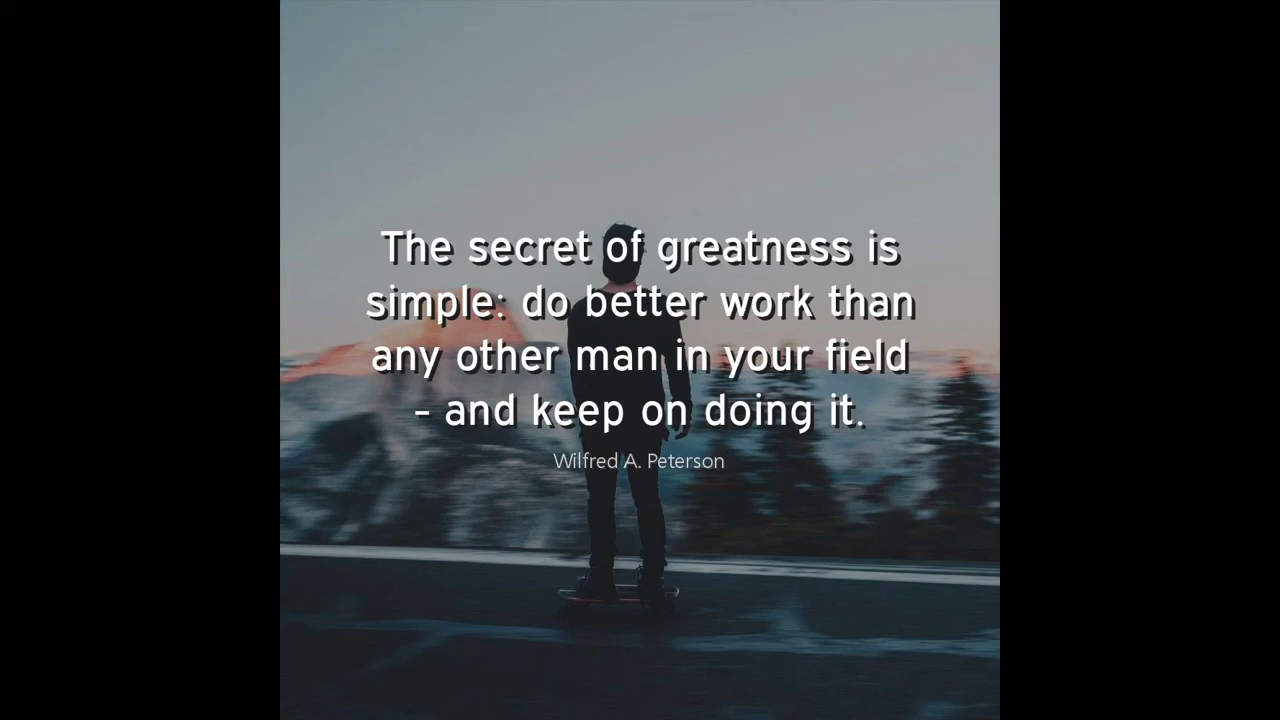 The secret of greatness is
simple: do better work than
any other man in your field
- and keep on doing it.
Wilfred A. Peterson